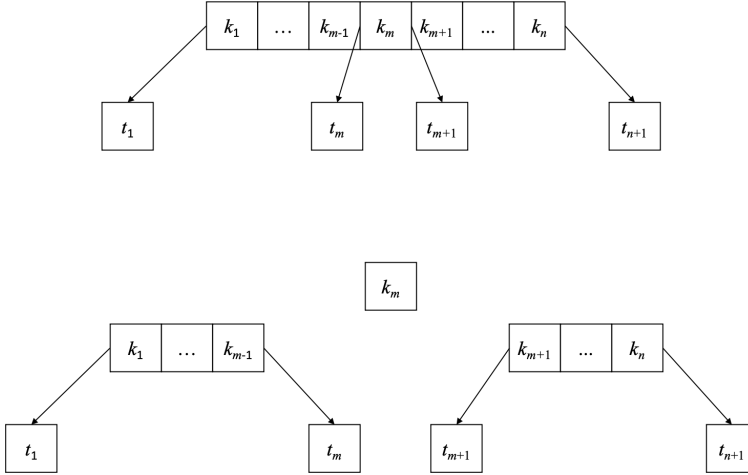 k₁ … kₘ₋₁ kₘ kₘ₊₁ ... kₙ
t₁ tₘ tₘ₊₁ tₙ₊₁
kₘ
k₁ … kₘ₋₁ kₘ₊₁ ... kₙ
t₁ tₘ tₘ₊₁ tₙ₊₁